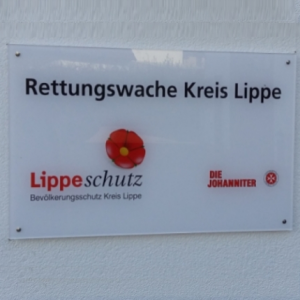 Rettungswache Kreis Lippe
Lippeschutz
Bevölkerungsschutz Kreis Lippe
DIE
JOHANNITER